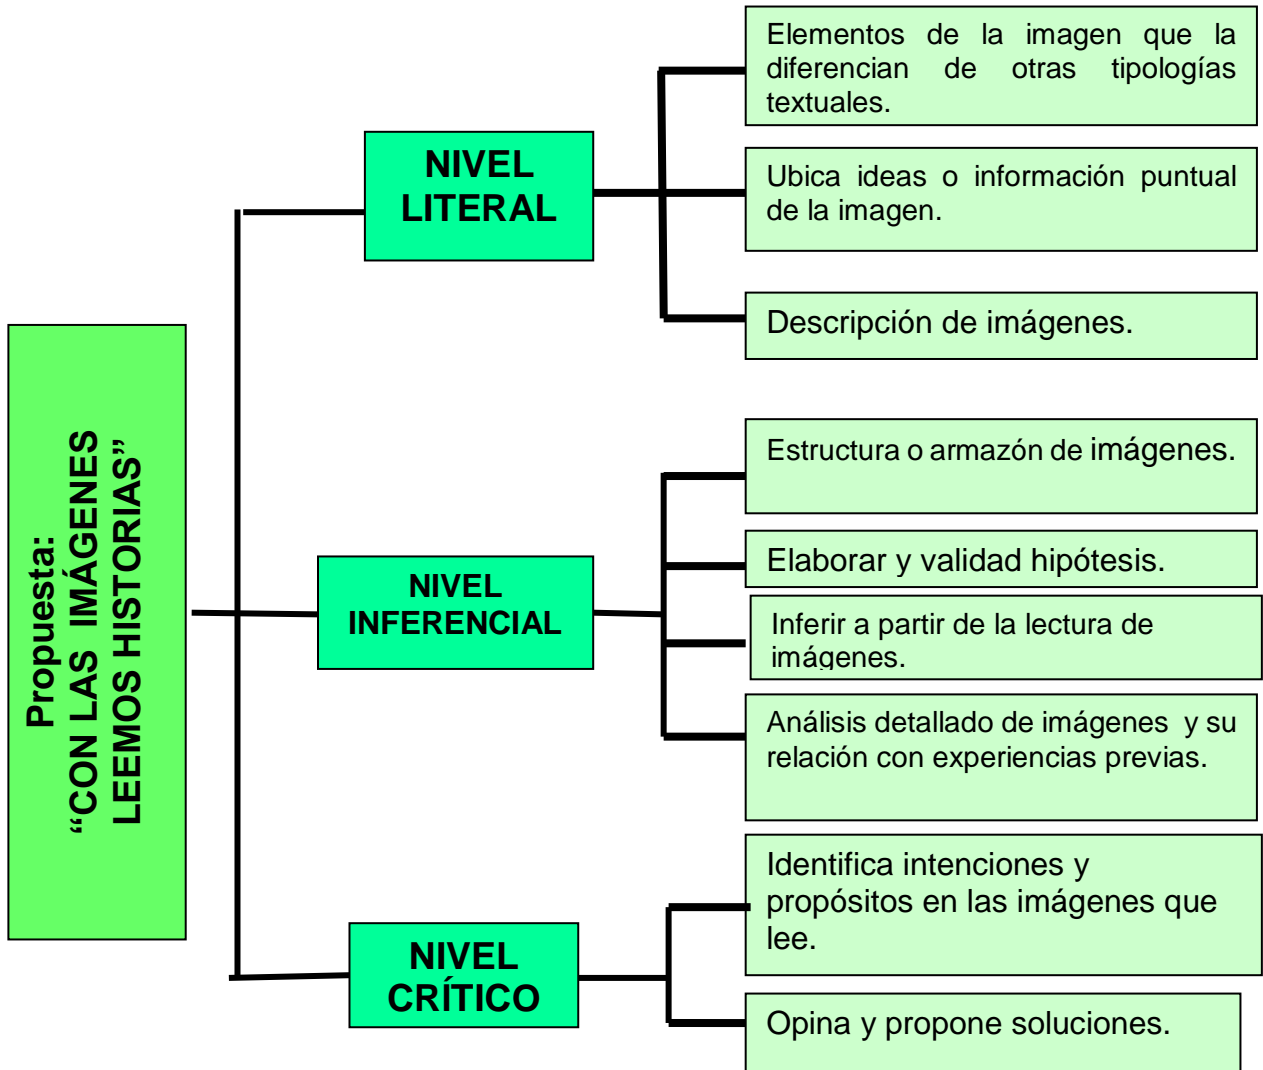 Propuesta:
“CON LAS IMÁGENES
LEEMOS HISTORIAS”
NIVEL
LITERAL
Elementos de la imagen que la
diferencian de otras tipologías
textuales.
Ubica ideas o información puntual
de la imagen.
Descripción de imágenes.
NIVEL
INFERENCIAL
Estructura o armazón de imágenes.
Elaborar y validad hipótesis.
Inferir a partir de la lectura de
imágenes.
Análisis detallado de imágenes y su
relación con experiencias previas.
NIVEL
CRÍTICO
Identifica intenciones y
propósitos en las imágenes que
lee.
Opina y propone soluciones.